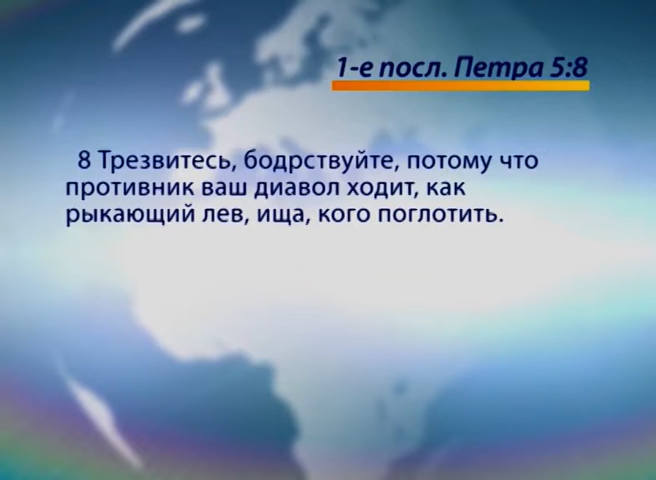 1-е посл. Петра 5:8
8 Трезвитесь, бодрствуйте, потому что
противник ваш диавол ходит, как
рыкающий лев, ища, кого поглотить.